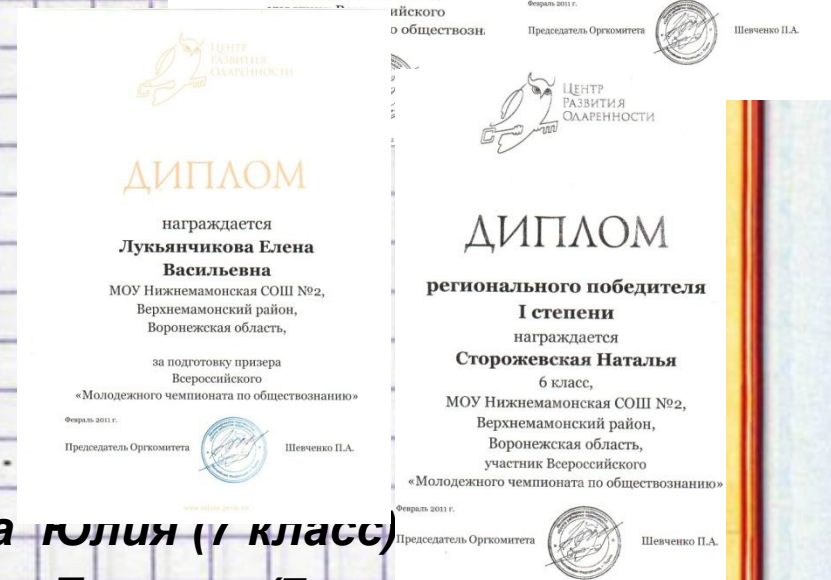 ийского
Февраль 2011 г.
Председатель Оргкомитета
Шевченко П.А.
ЦЕНТР
РАЗВИТИЯ
ОДАРЕННОСТИ
ДИПЛОМ
награждается
Лукьянчикова Елена
Васильевна
МОУ Нижнемамонская СОШ №2,
Верхнемамонский район,
Воронежская область,
за подготовку призера
Всероссийского
«Молодежного чемпионата по обществознанию»
Февраль 2011 г.
Председатель Оргкомитета
Шевченко П.А.
ЦЕНТР
РАЗВИТИЯ
ОДАРЕННОСТИ
ДИПЛОМ
регионального победителя
I степени
награждается
Сторожевская Наталья
6 класс,
МОУ Нижнемамонская СОШ №2,
Верхнемамонский район,
Воронежская область,
участник Всероссийского
«Молодежного чемпионата по обществознанию»
Февраль 2011 г.
Председатель Оргкомитета
Шевченко П.А.
а Юлия (7 класс)